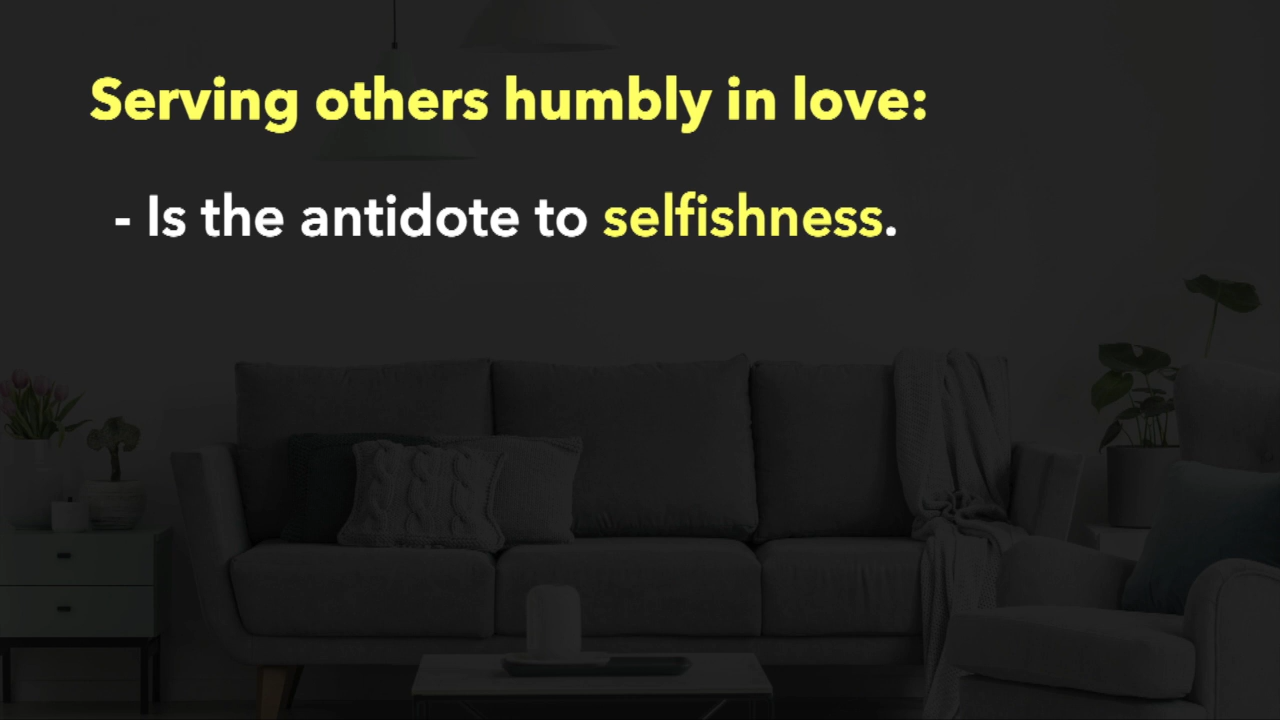 Serving others humbly in love:
- Is the antidote to selfishness.